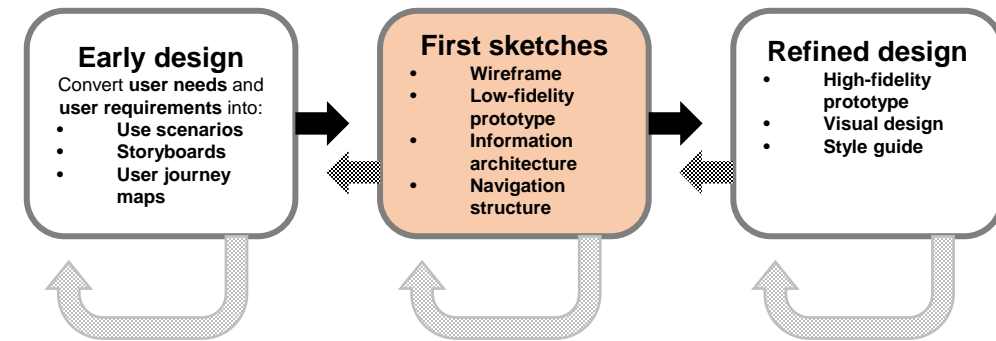 Early design
Convert user needs and
user requirements into:
• Use scenarios
• Storyboards
• User journey
maps
First sketches
• Wireframe
• Low-fidelity
prototype
• Information
architecture
• Navigation
structure
Refined design
• High-fidelity
prototype
• Visual design
• Style guide